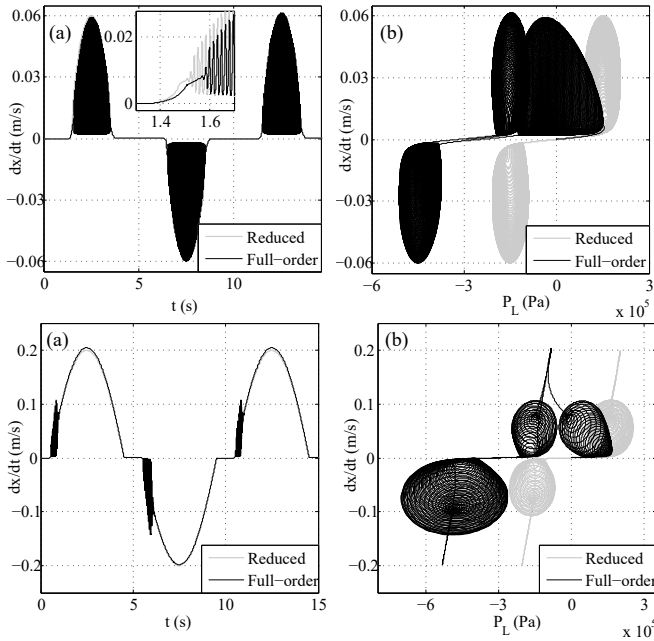 (a)
dx/dt (m/s)
0.06
0.03
0
−0.03
−0.06
0.02
0
1.4 1.6
Reduced
Full−order
0 5 10
t (s)
(b)
dx/dt (m/s)
0.06
0.03
0
−0.03
−0.06
Reduced
Full−order
−6 −3 0 3
P_L (Pa)
x 10^5
(a)
dx/dt (m/s)
0.2
0.1
0
−0.1
−0.2
Reduced
Full−order
0 5 10 15
t (s)
(b)
dx/dt (m/s)
0.2
0.1
0
−0.1
−0.2
Reduced
Full−order
−6 −3 0 3
P_L (Pa)
x 10^4